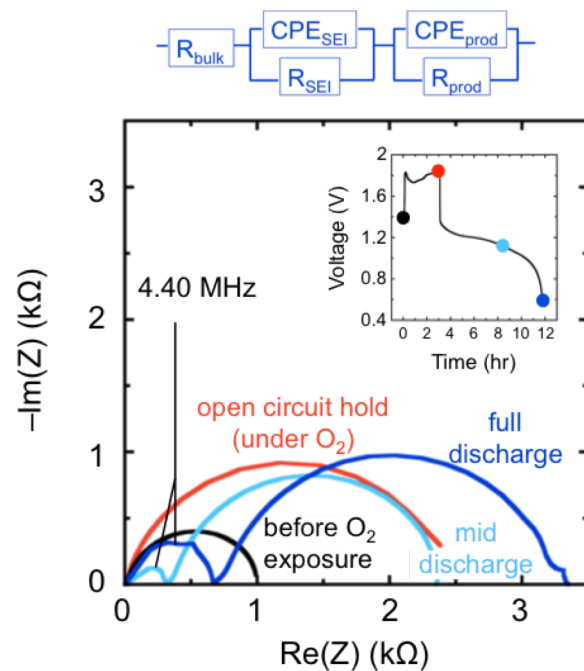 CPE_SEI CPE_prod
R_bulk
R_SEI R_prod
3
2
1
0
0 1 2 3
–Im(Z) (kΩ)
Re(Z) (kΩ)
4.40 MHz
open circuit hold
(under O₂)
full
discharge
before O₂
exposure
mid
discharge
2
1.6
1.2
0.8
0.4
0 2 4 6 8 10 12
Voltage (V)
Time (hr)